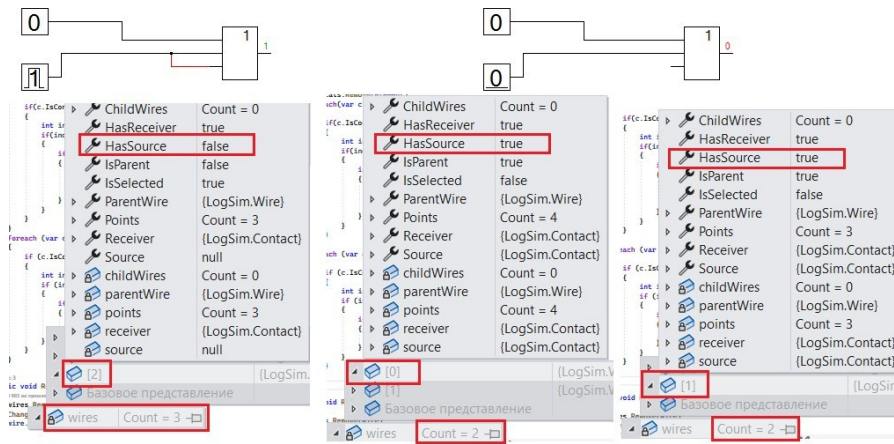 0
1
1
1
0
1
0
0
ChildWires Count = 0
HasReceiver true
HasSource false
IsParent true
IsSelected true
ParentWire {LogSim.Wire}
Points Count = 3
Receiver {LogSim.Contact}
Source null
childWires Count = 0
parentWire {LogSim.Wire}
points Count = 3
receiver {LogSim.Contact}
source null
[2] {LogSim.
Базовое представление
wires Count = 3
ChildWires Count = 0
HasReceiver true
HasSource true
IsParent true
IsSelected false
ParentWire {LogSim.Wire}
Points Count = 4
Receiver {LogSim.Contact}
Source {LogSim.Contact}
childWires Count = 0
parentWire {LogSim.Wire}
points Count = 4
receiver {LogSim.Contact}
source {LogSim.Contact}
[0] {LogSim.W
[1] {LogSim.W
Базовое представление
wires Count = 2
ChildWires Count = 0
HasReceiver true
HasSource true
IsParent true
IsSelected false
ParentWire {LogSim.Wire}
Points Count = 3
Receiver {LogSim.Contact}
Source {LogSim.Contact}
childWires Count = 0
parentWire {LogSim.Wire}
points Count = 3
receiver {LogSim.Contact}
source {LogSim.Contact}
[1] {LogSim
Базовое представление
wires Count = 2